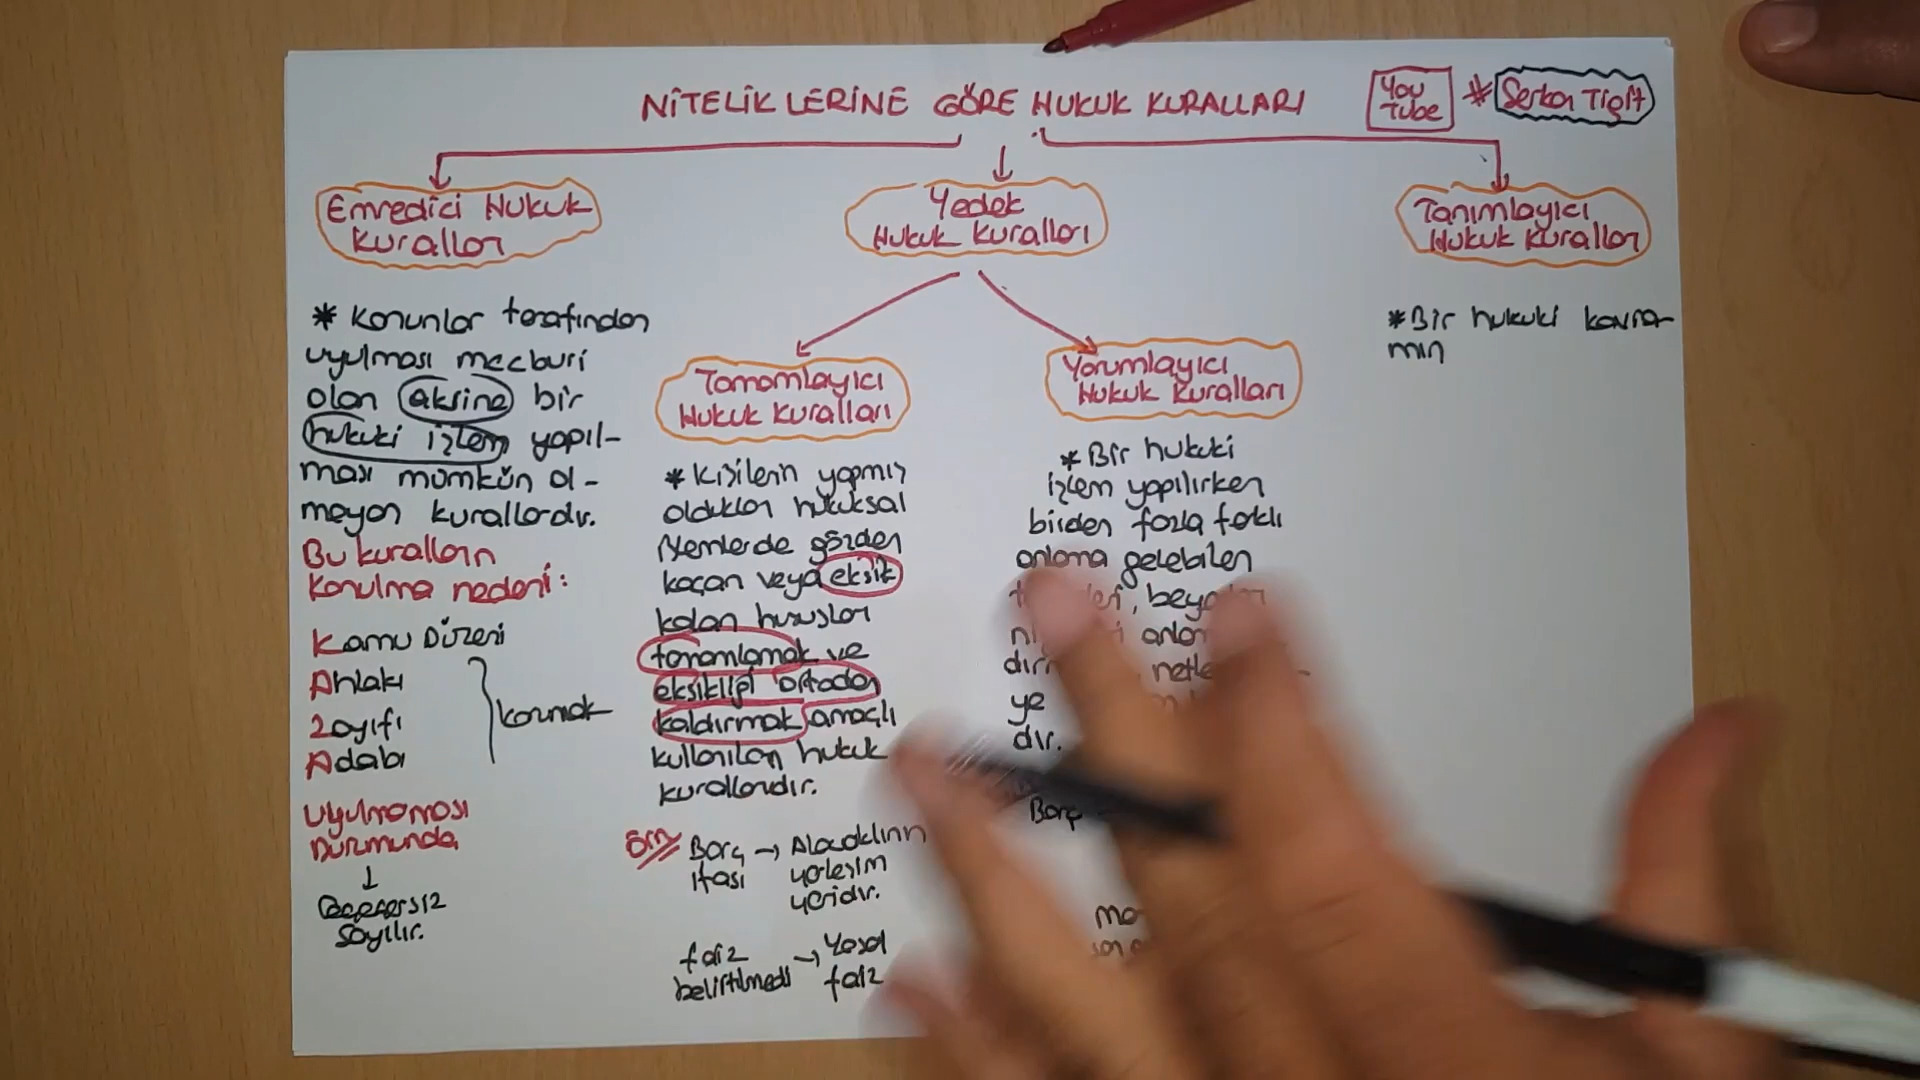 NİTELİKLERİNE GÖRE HUKUK KURALLARI
You
Tube
* Serkan Tigit
Emredici Hukuk
Kuralları
* Kanunlar tarafından
uyulması mecburi
olan aksine bir
hukuki işlem yapıl-
ması mümkün ol-
mayan kurallardır.
Bu kuralların
Konulma nedeni:
Kamu Düzeni
Ahlakı
Zayıfı
Adabı
korumak
Uyulmaması
Durmunda
↓
Geçersiz
Sayılır.
Yedek
Hukuk Kuralları
Tamamlayıcı
Hukuk Kuralları
* Kişilerin yapmış
oldukları hukuksal
işlemlerde gözden
kaçan veya eksik
kalan hususları
tamamlamak ve
eksikliği ortadan
kaldırmak amaçlı
kullanılan hukuk
kurallarıdır.
Örn
Borç → Alacaklının
ifası yerleşim
yeridir.
faiz → Yasal
belirtilmedi faiz
Yorumlayıcı
Hukuk Kuralları
* Bir hukuki
işlem yapılırken
birden fazla farklı
anlama gelebilen
ye
dır.
Borç
Tanımlayıcı
Hukuk Kuralları
* Bir hukuki kavra-
mın